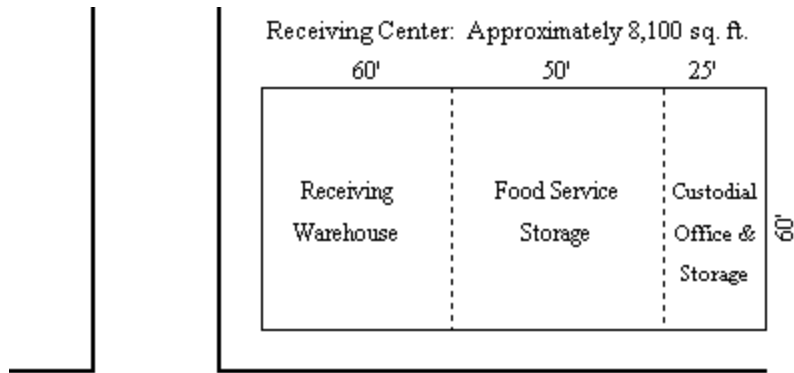 Receiving Center: Approximately 8,100 sq. ft.
60' 50' 25'
Receiving
Warehouse
Food Service
Storage
Custodial
Office &
Storage
60'